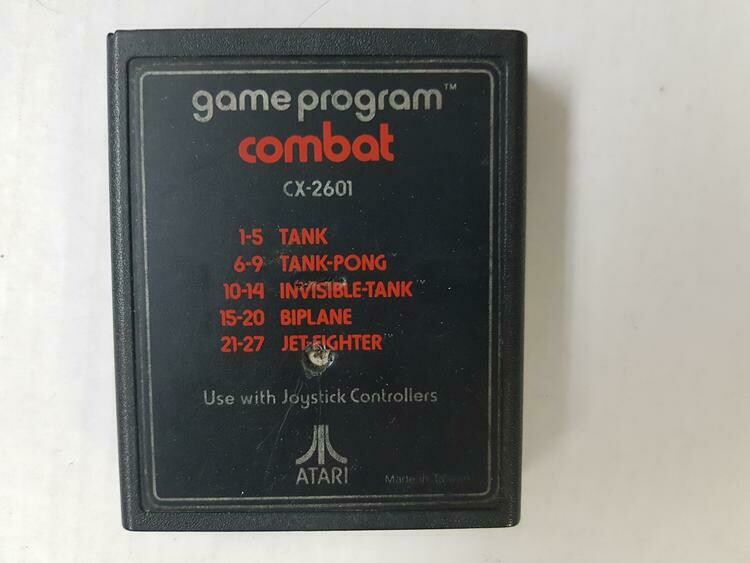 game program™
combat
CX-2601
1-5 TANK
6-9 TANK-PONG™
10-14 INVISIBLE-TANK™
15-20 BIPLANE
21-27 JET-FIGHTER™
Use with Joystick Controllers
ATARI
Made in Taiwan